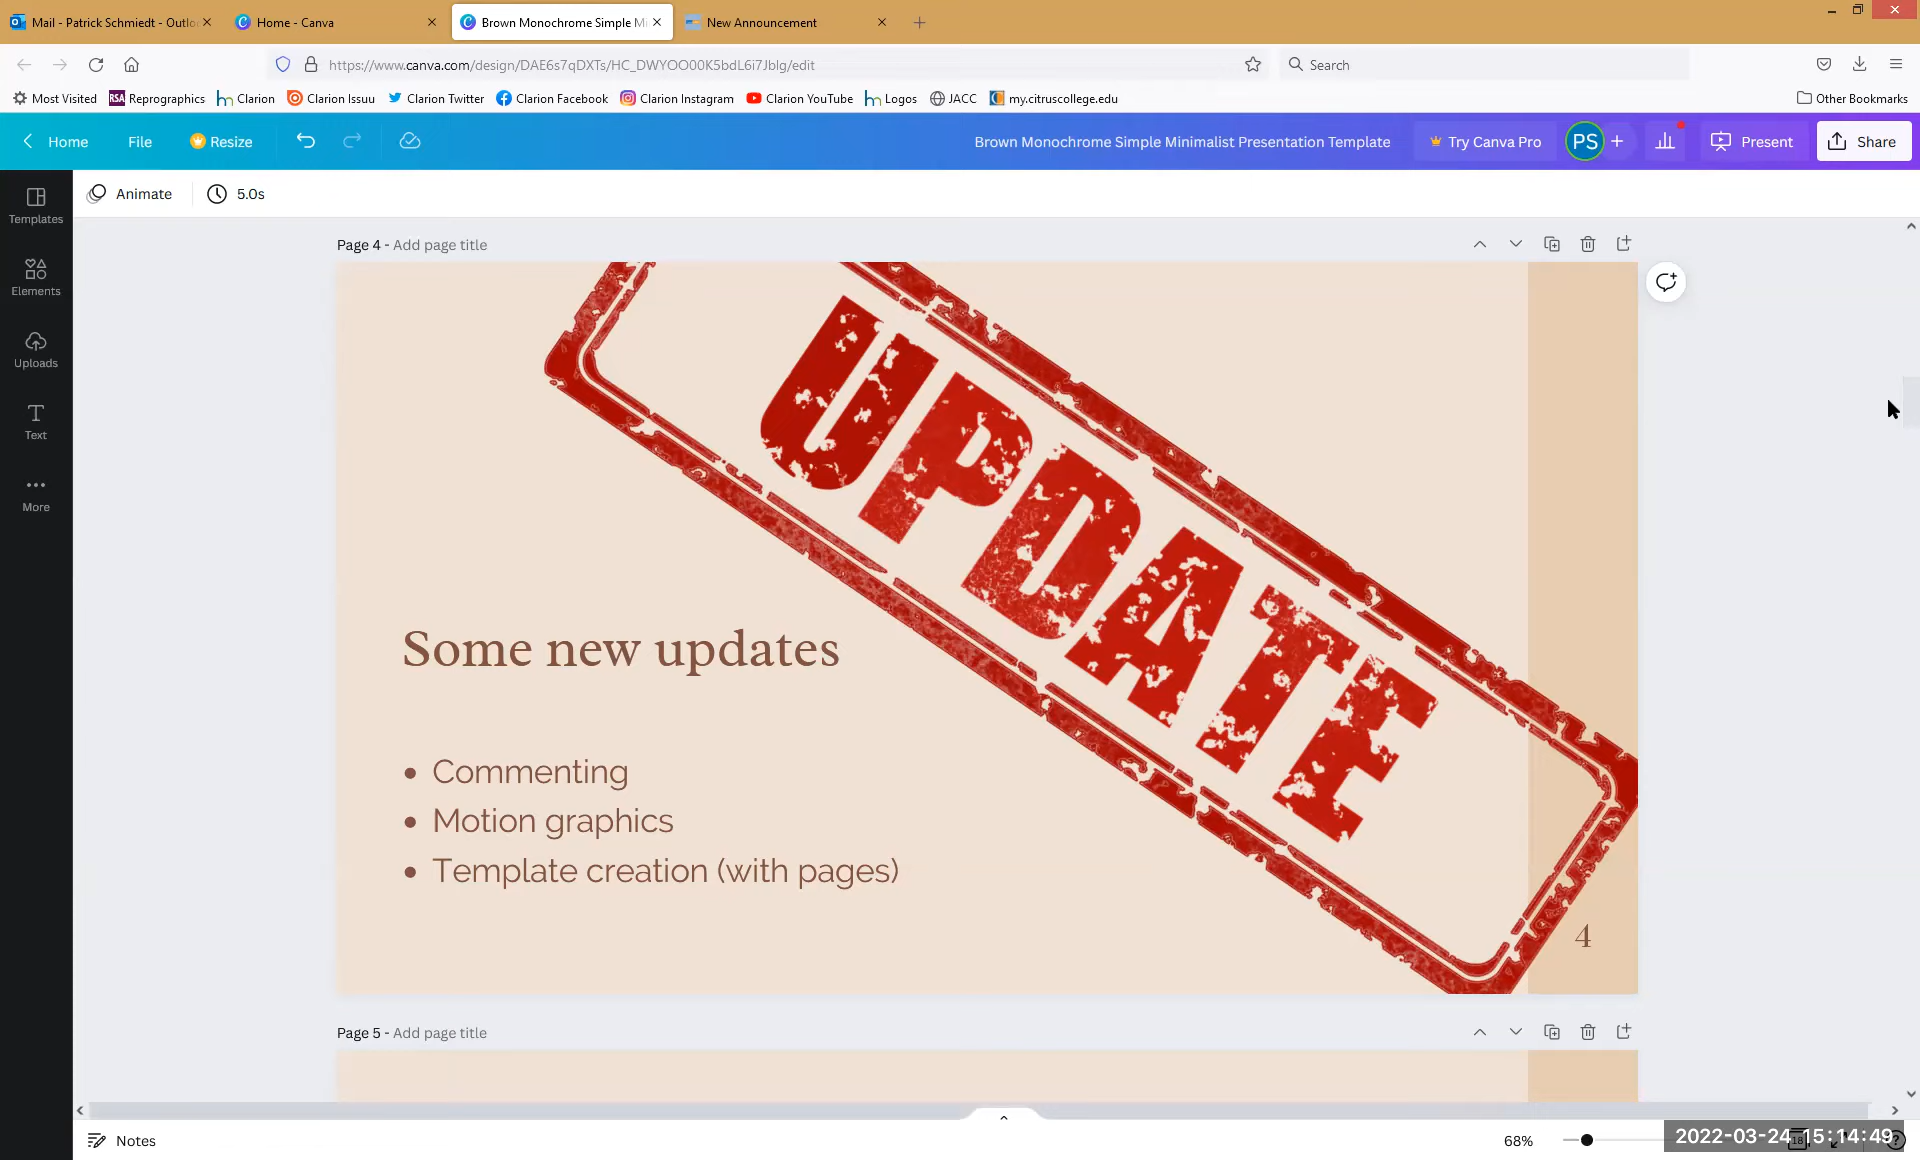 Mail - Patrick Schmiedt - Outlo
Home - Canva
Brown Monochrome Simple Mi
New Announcement
https://www.canva.com/design/DAE6s7qDXTs/HC_DWYOO00K5bdL6i7Jblg/edit
Search
Most Visited
RSA Reprographics
Clarion
Clarion Issuu
Clarion Twitter
Clarion Facebook
Clarion Instagram
Clarion YouTube
Logos
JACC
my.citruscollege.edu
Other Bookmarks
Home
File
Resize
Brown Monochrome Simple Minimalist Presentation Template
Try Canva Pro
PS
Present
Share
Templates
Animate
5.0s
Page 4 - Add page title
Elements
Uploads
Text
More
UPDATE
Some new updates
Commenting
Motion graphics
Template creation (with pages)
4
Page 5 - Add page title
Notes
68%
2022-03-24 15:14:49